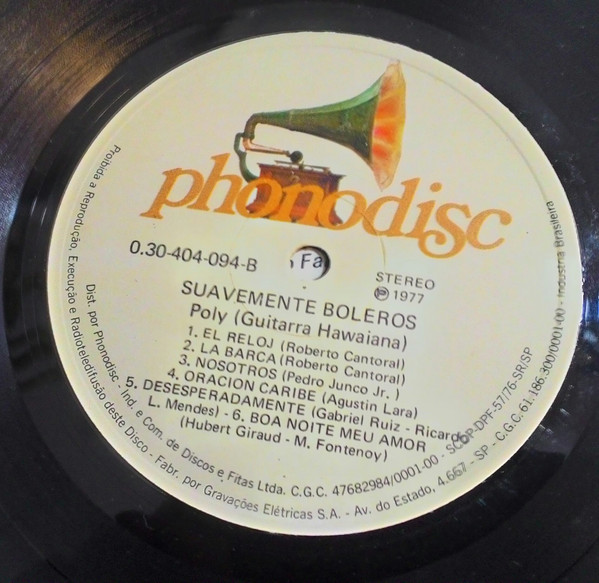 phonodisc
0.30-404-094-B
Fa
STEREO
Ⓟ 1977
SUAVEMENTE BOLEROS
Poly (Guitarra Hawaiana)
1. EL RELOJ (Roberto Cantoral)
2. LA BARCA (Roberto Cantoral)
3. NOSOTROS (Pedro Junco Jr.)
4. ORACION CARIBE (Agustin Lara)
5. DESESPERADAMENTE (Gabriel Ruiz - Ricardo
L. Mendes) - 6. BOA NOITE MEU AMOR
(Hubert Giraud - M. Fontenoy)
Dist. por Phonodisc - Ind. e Com. de Discos e Fitas Ltda. C.G.C. 47682984/0001-00 - SCDP-DPF-57/76-SR/SP
Proibida a Reprodução, Execução e Radioteledifusão deste Disco - Fabr. por Gravações Elétricas S.A. - Av. do Estado, 4.667 - SP - C.G.C. 61.186.300/0001-00 - Industria Brasileira